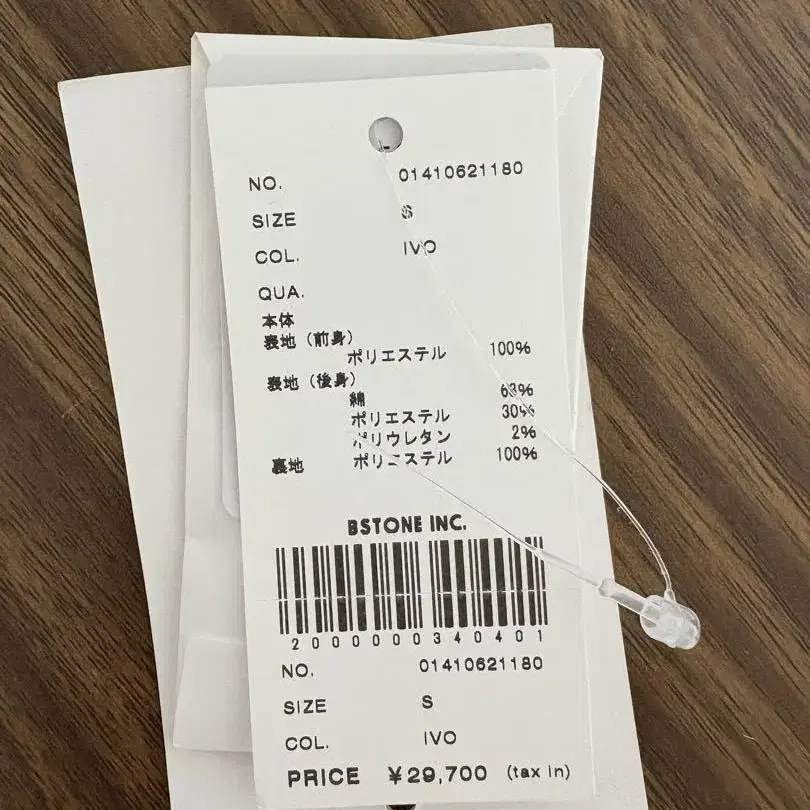 NO. 01410621180
SIZE S
COL. IVO
QUA.
本体
表地（前身）
ポリエステル 100%
表地（後身）
綿 68%
ポリエステル 30%
ポリウレタン 2%
裏地 ポリエステル 100%
BSTONE INC.
2000000340401
NO. 01410621180
SIZE S
COL. IVO
PRICE ¥29,700 (tax in)